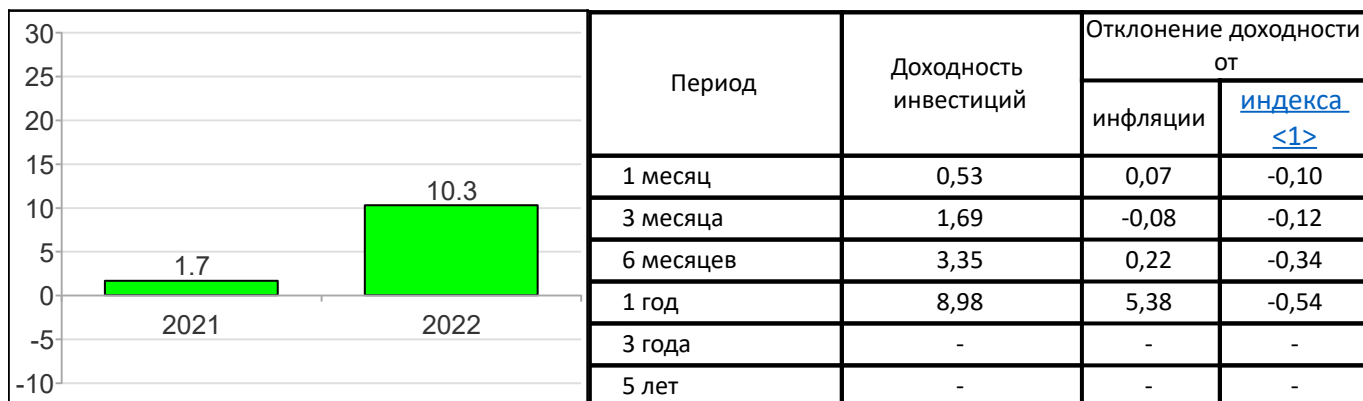 30
25
20
15
10
5
0
-5
-10
1.7
10.3
2021
2022
Период
Доходность
инвестиций
Отклонение доходности
от
инфляции
индекса
<1>
1 месяц 0,53 0,07 -0,10
3 месяца 1,69 -0,08 -0,12
6 месяцев 3,35 0,22 -0,34
1 год 8,98 5,38 -0,54
3 года - - -
5 лет - - -